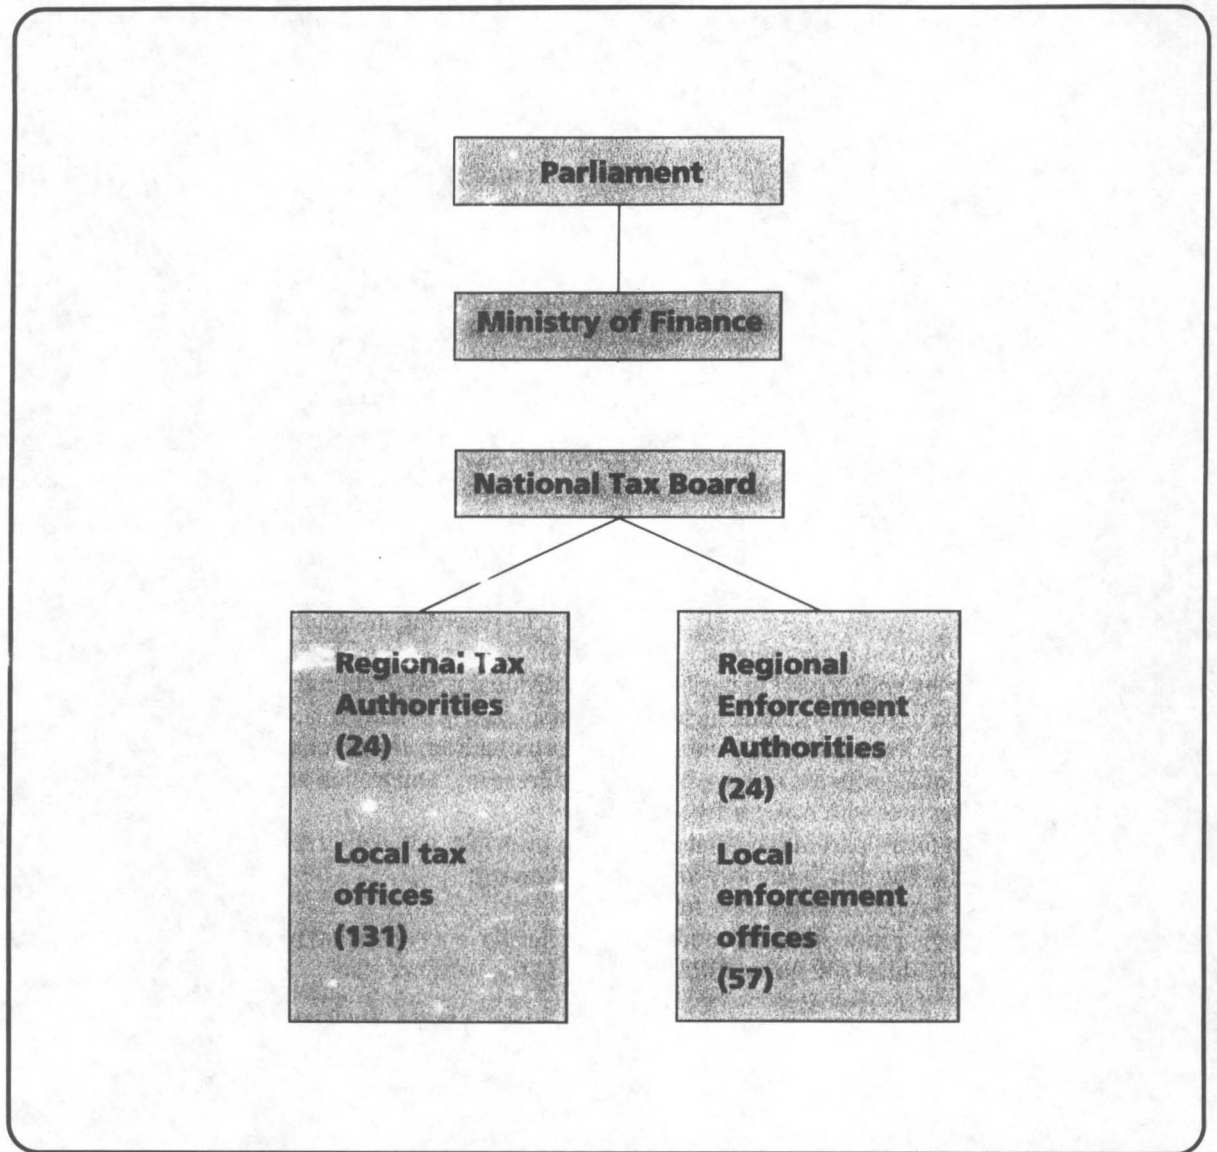 Parliament
Ministry of Finance
National Tax Board
Regional Tax
Authorities
(24)
Local tax
offices
(131)
Regional
Enforcement
Authorities
(24)
Local
enforcement
offices
(57)